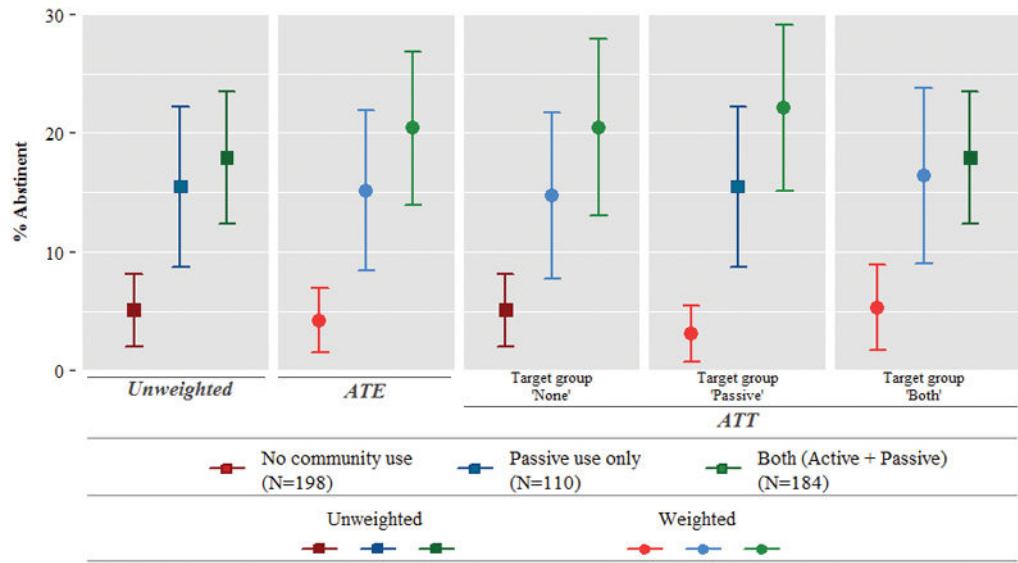 30
20
10
0
% Abstinent
Unweighted
ATE
Target group
'None'
Target group
'Passive'
Target group
'Both'
ATT
No community use
(N=198)
Passive use only
(N=110)
Both (Active + Passive)
(N=184)
Unweighted
Weighted